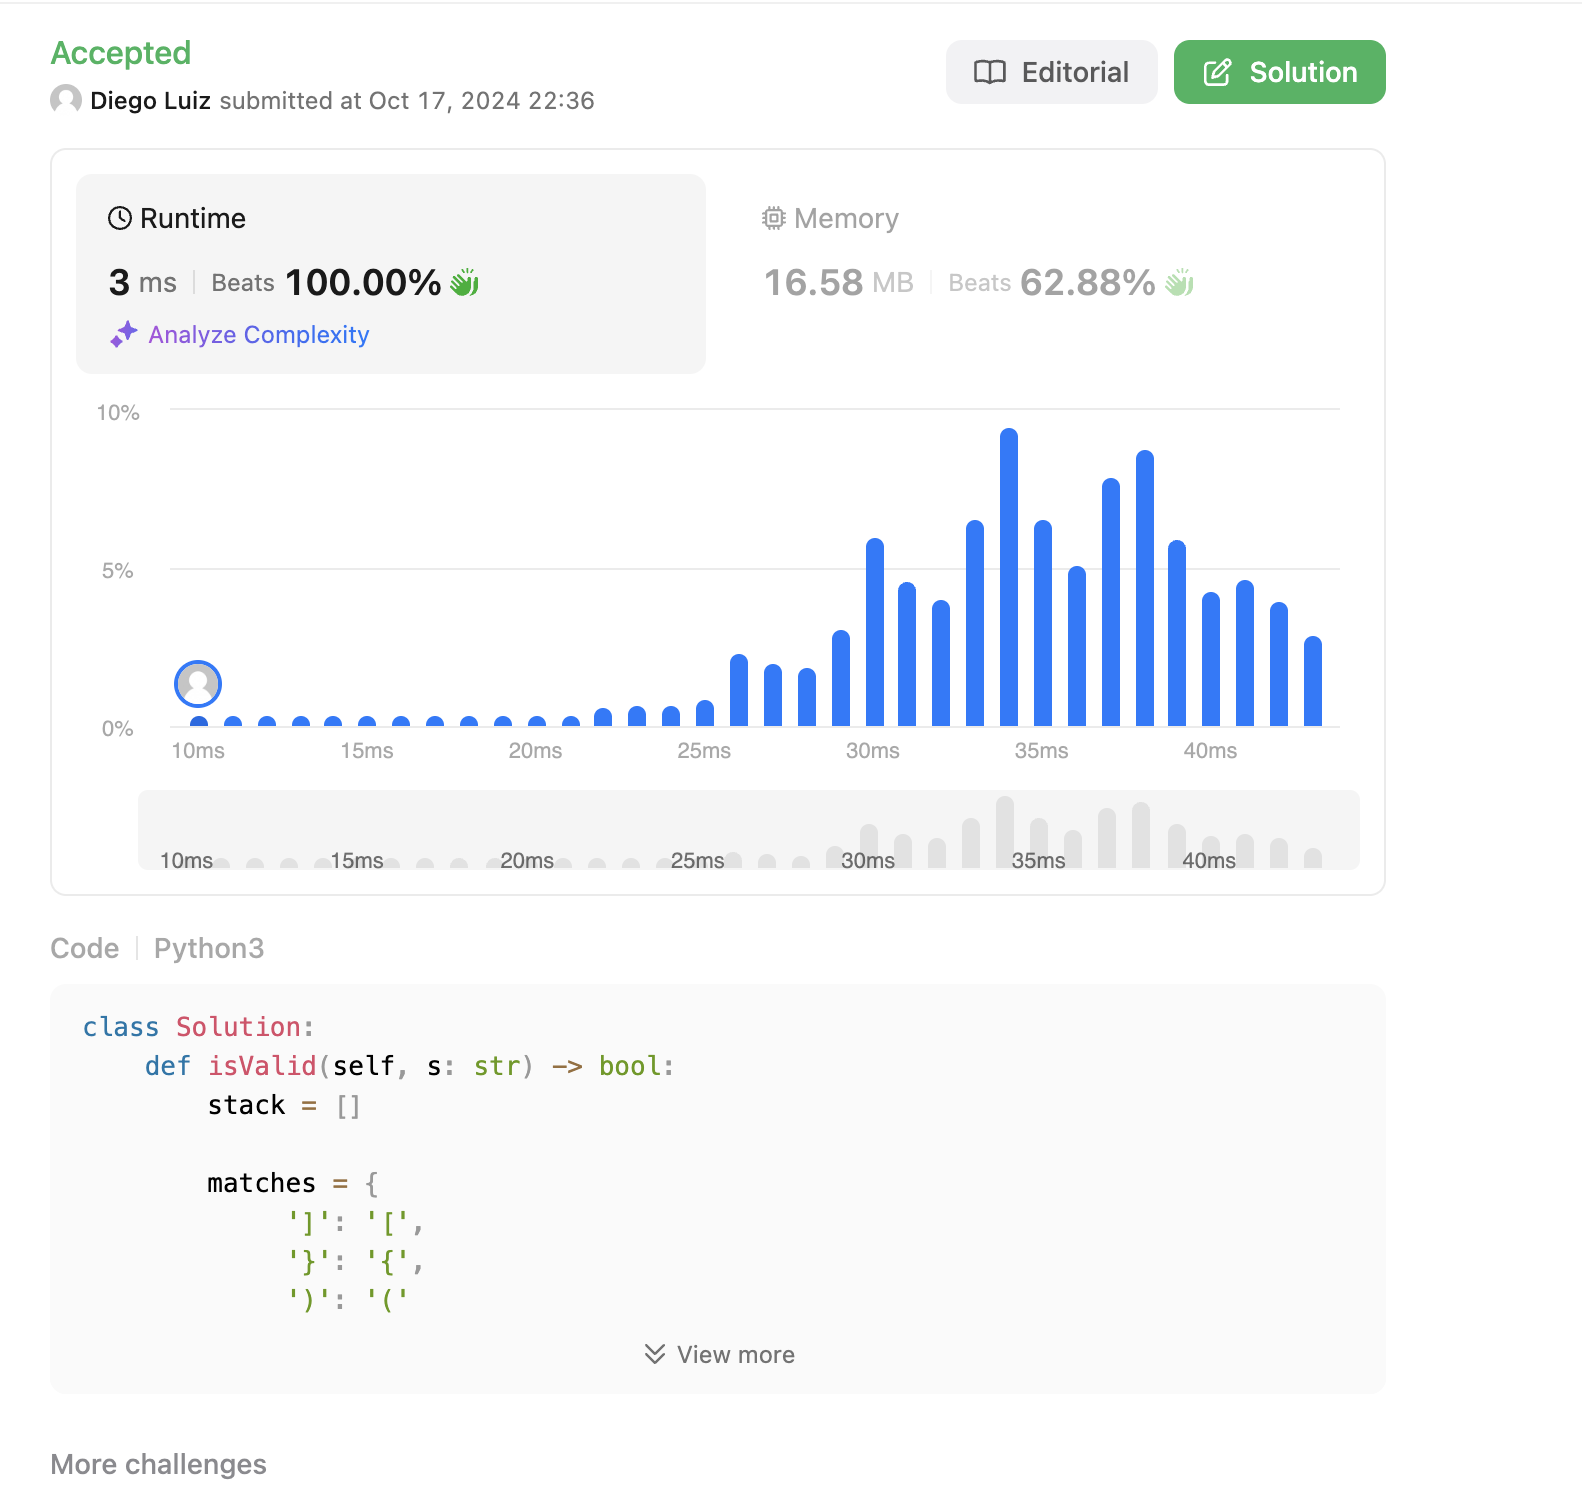 Accepted
Editorial
Solution
Diego Luiz submitted at Oct 17, 2024 22:36
Runtime
Memory
3 ms Beats 100.00%
16.58 MB Beats 62.88%
Analyze Complexity
10%
5%
0%
10ms 15ms 20ms 25ms 30ms 35ms 40ms
10ms 15ms 20ms 25ms 30ms 35ms 40ms
Code Python3
class Solution:
    def isValid(self, s: str) -> bool:
        stack = []
        matches = {
             ']': '[',
             '}': '{',
             ')': '('
View more
More challenges